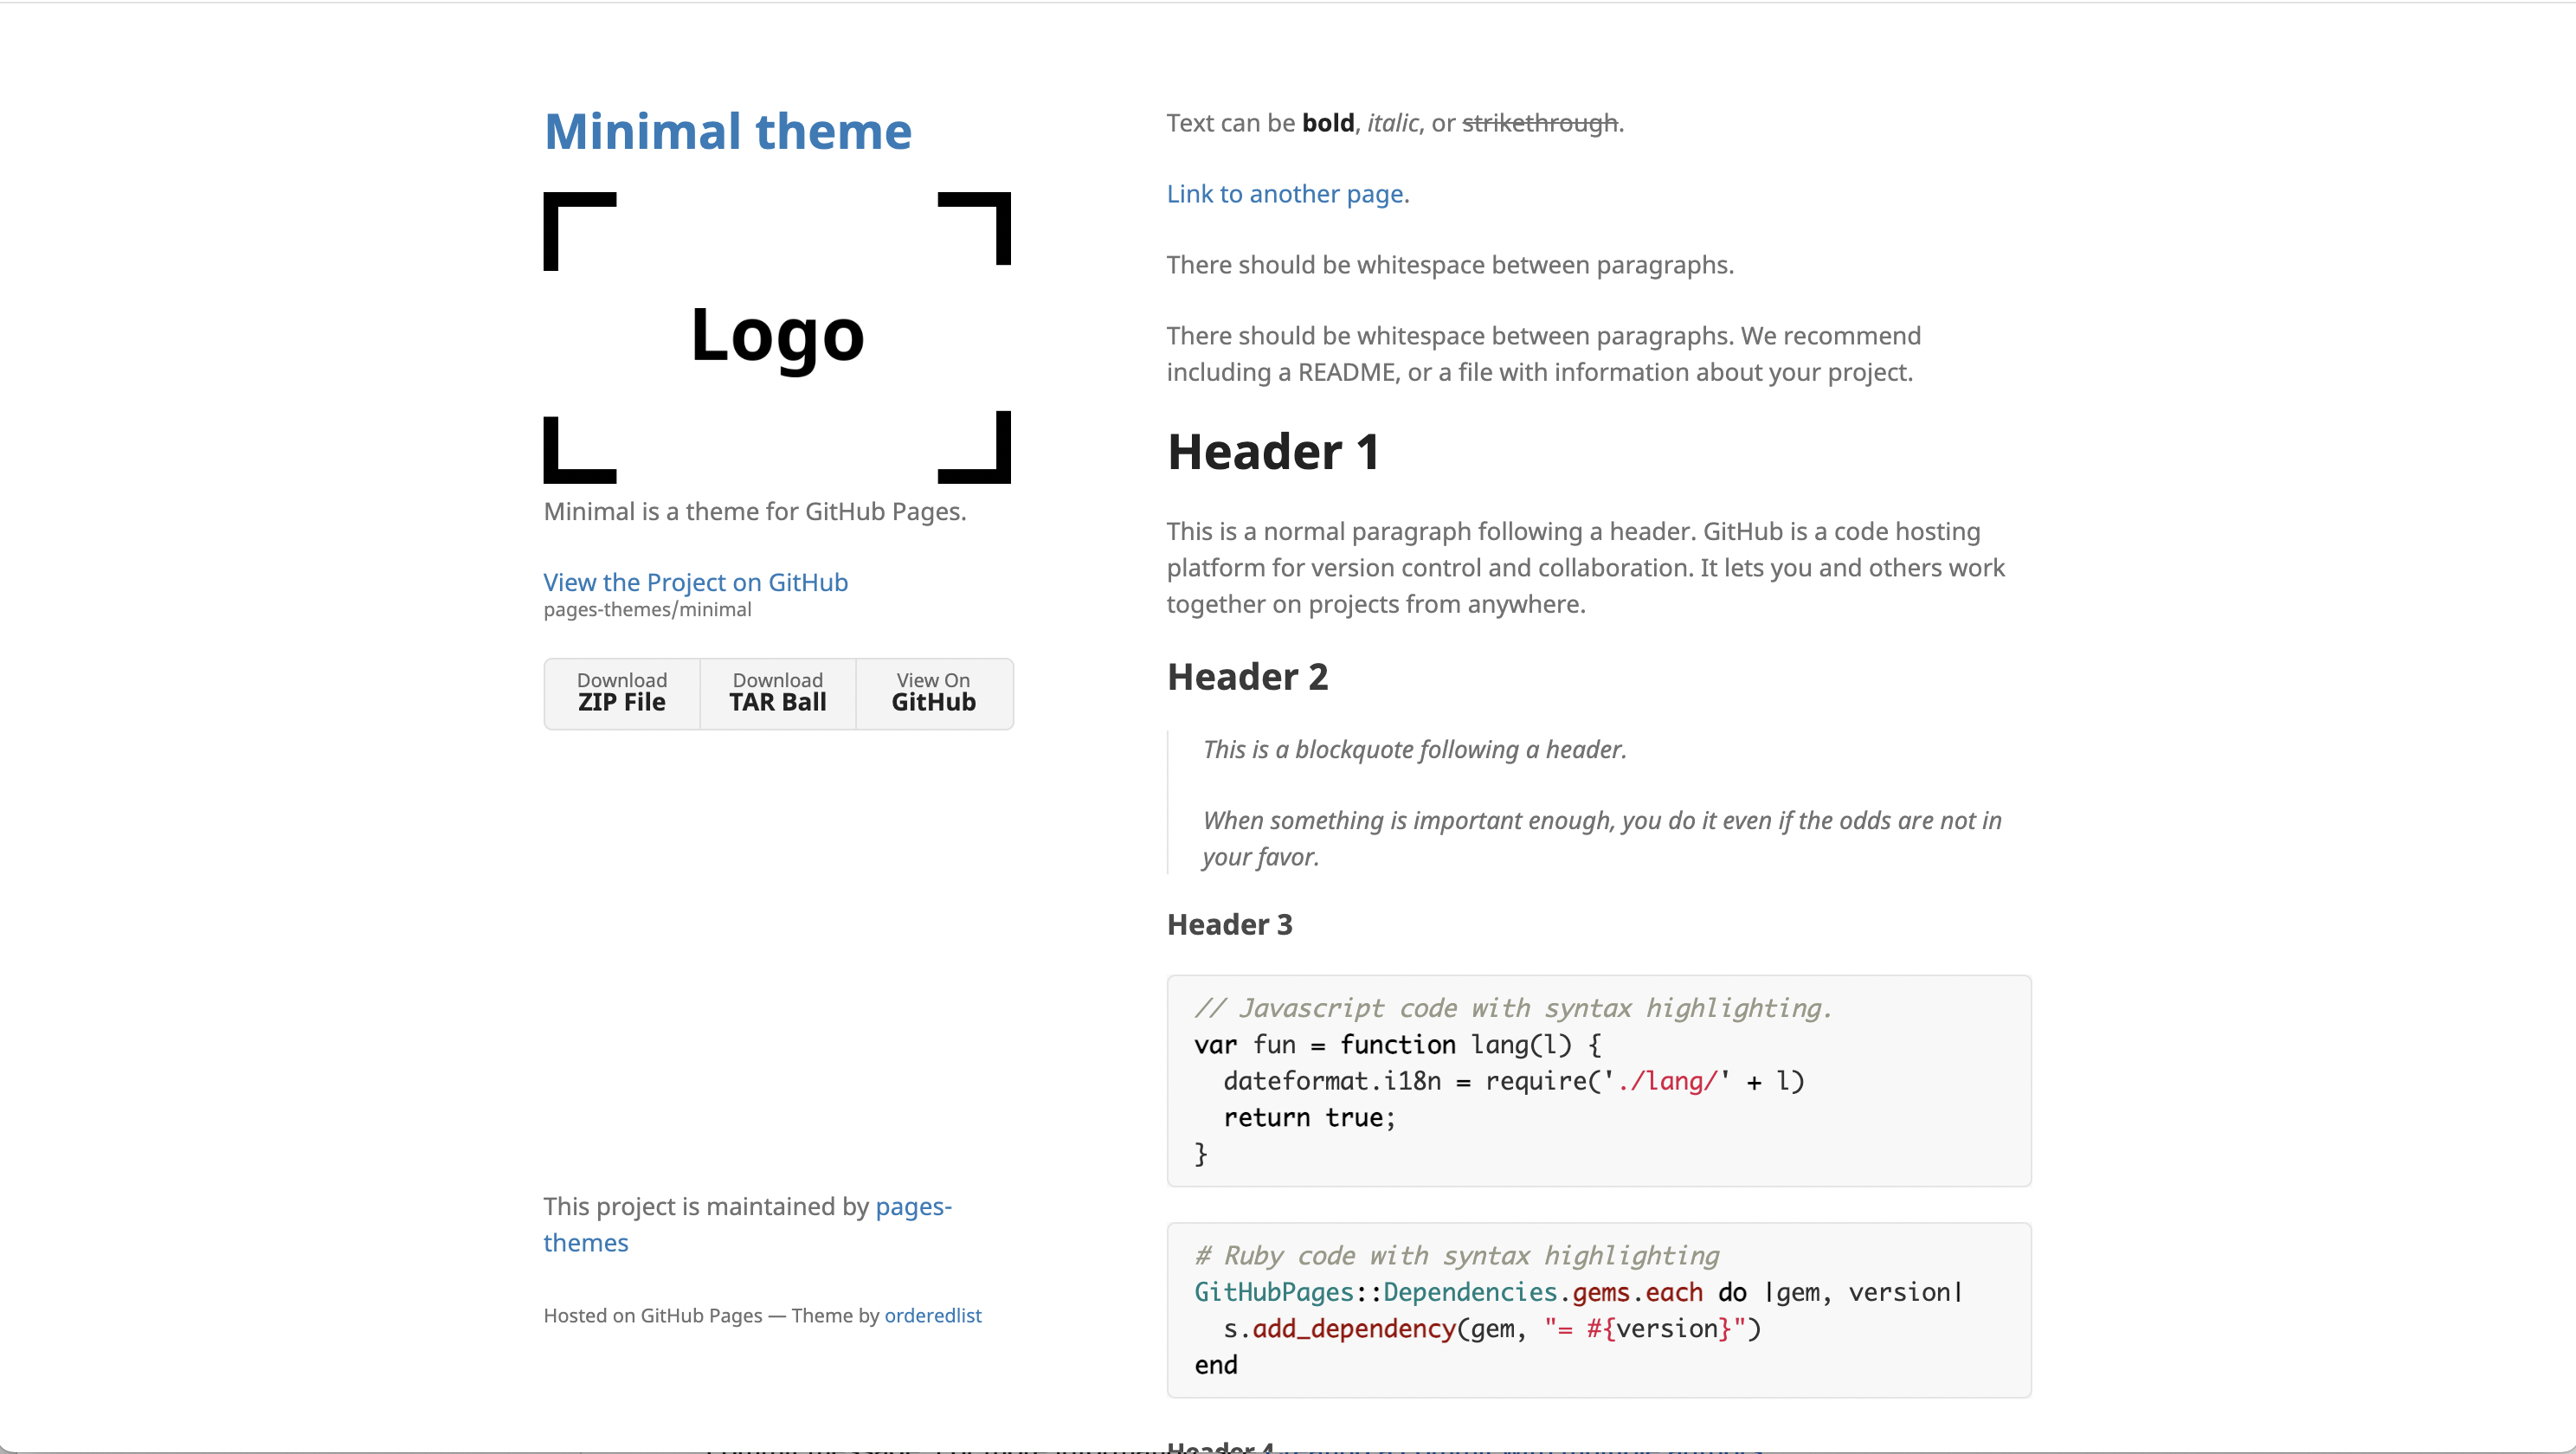 Minimal theme
Logo
Minimal is a theme for GitHub Pages.
View the Project on GitHub
pages-themes/minimal
Download
ZIP File
Download
TAR Ball
View On
GitHub
This project is maintained by pages-
themes
Hosted on GitHub Pages — Theme by orderedlist
Text can be bold, italic, or strikethrough.
Link to another page.
There should be whitespace between paragraphs.
There should be whitespace between paragraphs. We recommend
including a README, or a file with information about your project.
Header 1
This is a normal paragraph following a header. GitHub is a code hosting
platform for version control and collaboration. It lets you and others work
together on projects from anywhere.
Header 2
This is a blockquote following a header.
When something is important enough, you do it even if the odds are not in
your favor.
Header 3
// Javascript code with syntax highlighting.
var fun = function lang(l) {
  dateformat.i18n = require('./lang/' + l)
  return true;
}
# Ruby code with syntax highlighting
GitHubPages::Dependencies.gems.each do |gem, version|
  s.add_dependency(gem, "= #{version}")
end
Header 4